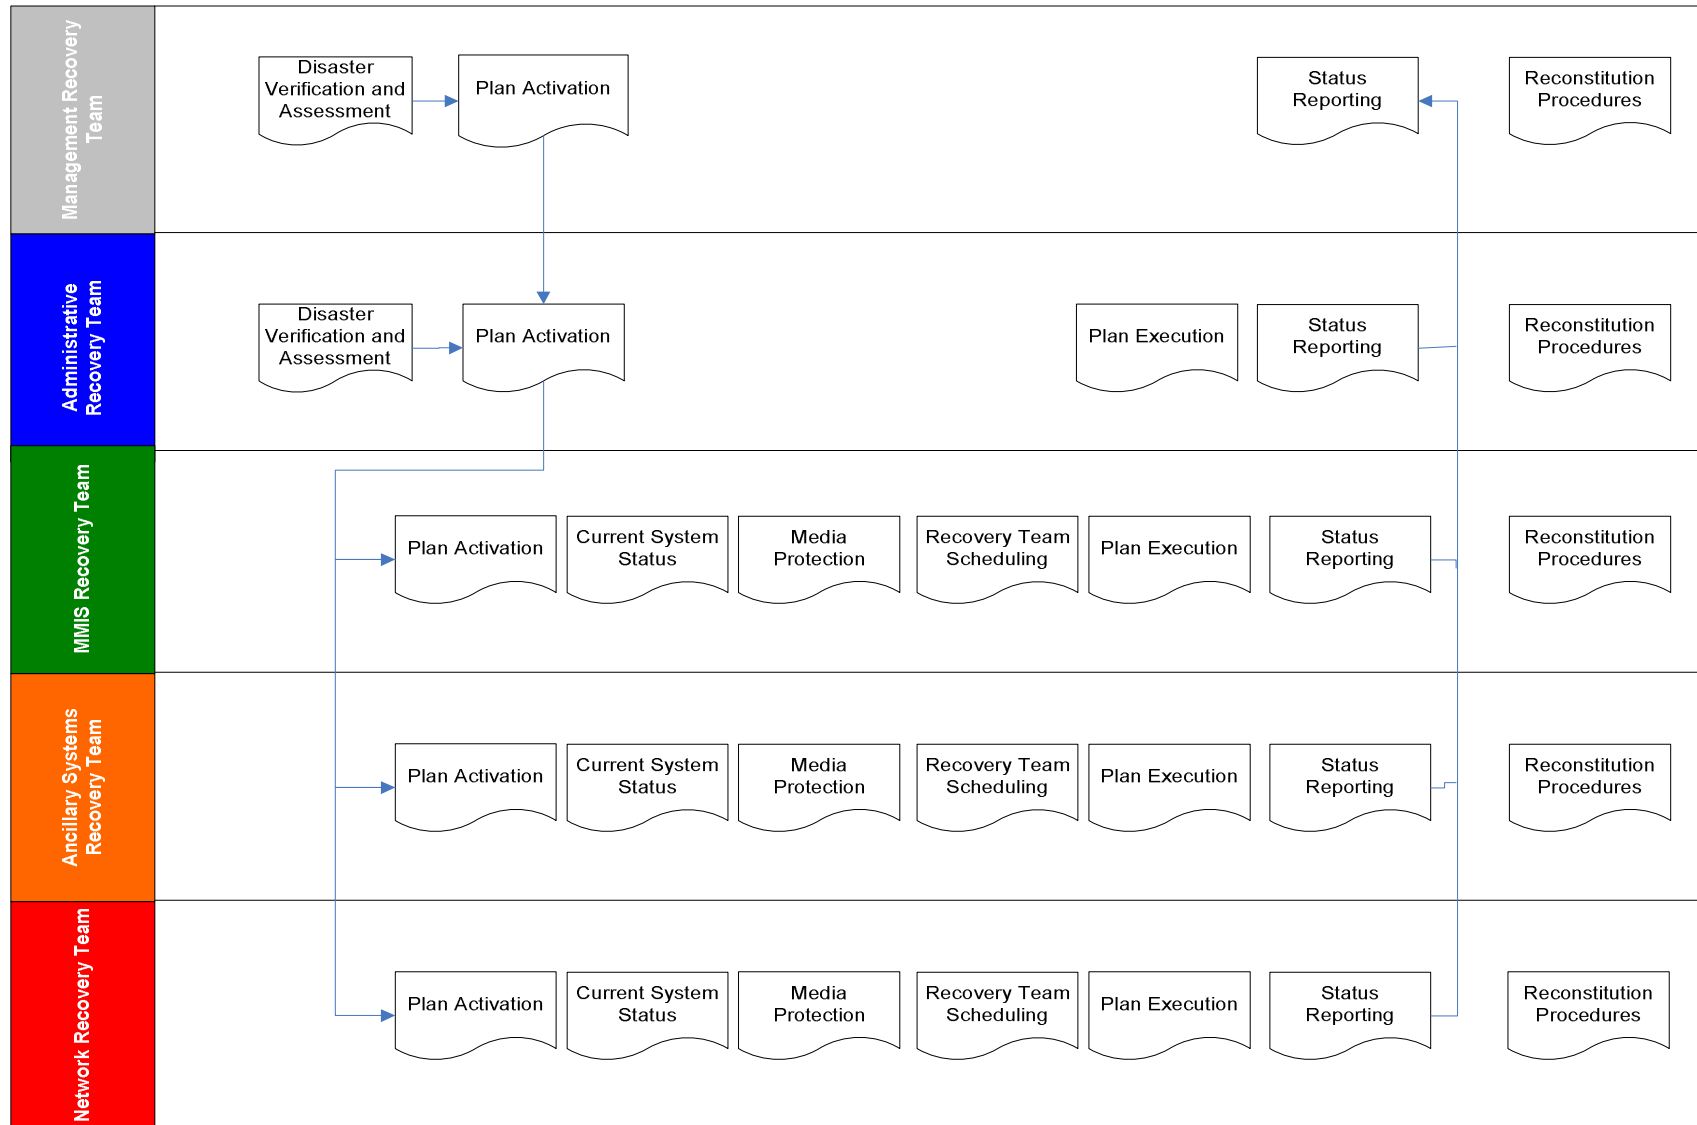 Management Recovery
Team
Disaster
Verification and
Assessment
Plan Activation
Status
Reporting
Reconstitution
Procedures
Administrative
Recovery Team
Disaster
Verification and
Assessment
Plan Activation
Plan Execution
Status
Reporting
Reconstitution
Procedures
MMIS Recovery Team
Plan Activation
Current System
Status
Media
Protection
Recovery Team
Scheduling
Plan Execution
Status
Reporting
Reconstitution
Procedures
Ancillary Systems
Recovery Team
Plan Activation
Current System
Status
Media
Protection
Recovery Team
Scheduling
Plan Execution
Status
Reporting
Reconstitution
Procedures
Network Recovery Team
Plan Activation
Current System
Status
Media
Protection
Recovery Team
Scheduling
Plan Execution
Status
Reporting
Reconstitution
Procedures